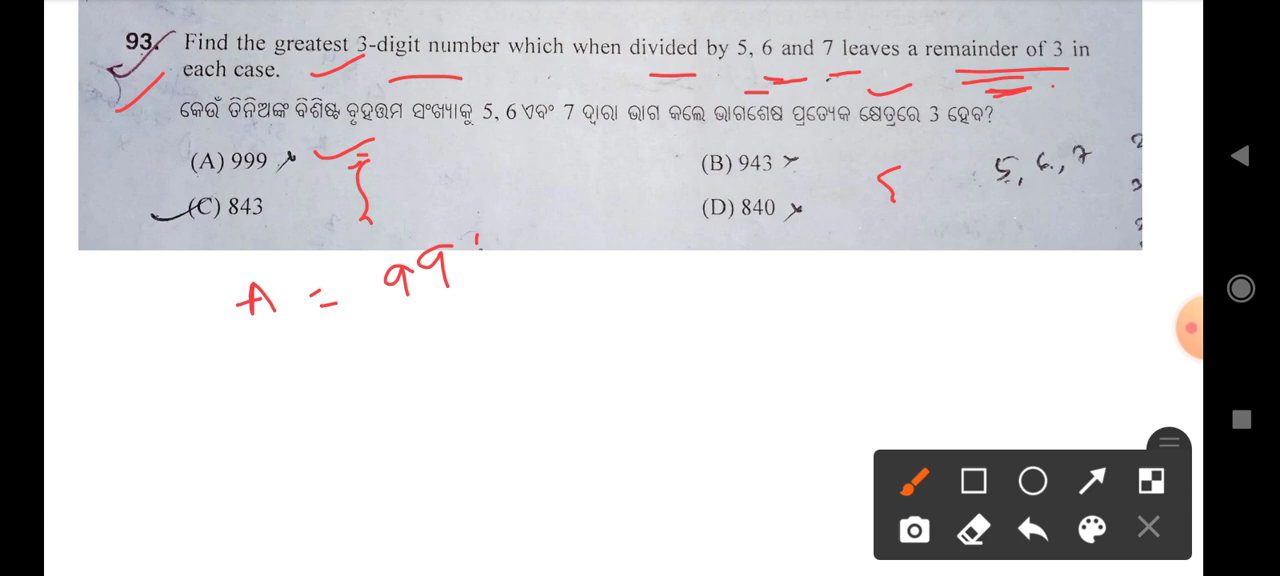 93. Find the greatest 3-digit number which when divided by 5, 6 and 7 leaves a remainder of 3 in
each case.
କେଉଁ ତିନିଅଙ୍କ ବିଶିଷ୍ଟ ବୃହତ୍ତମ ସଂଖ୍ୟାକୁ 5, 6 ଏବଂ 7 ଦ୍ୱାରା ଭାଗ କଲେ ଭାଗଶେଷ ପ୍ରତ୍ୟେକ କ୍ଷେତ୍ରରେ 3 ହେବ?
(A) 999 (B) 943
5, 6, 7
(C) 843 (D) 840
A = 99